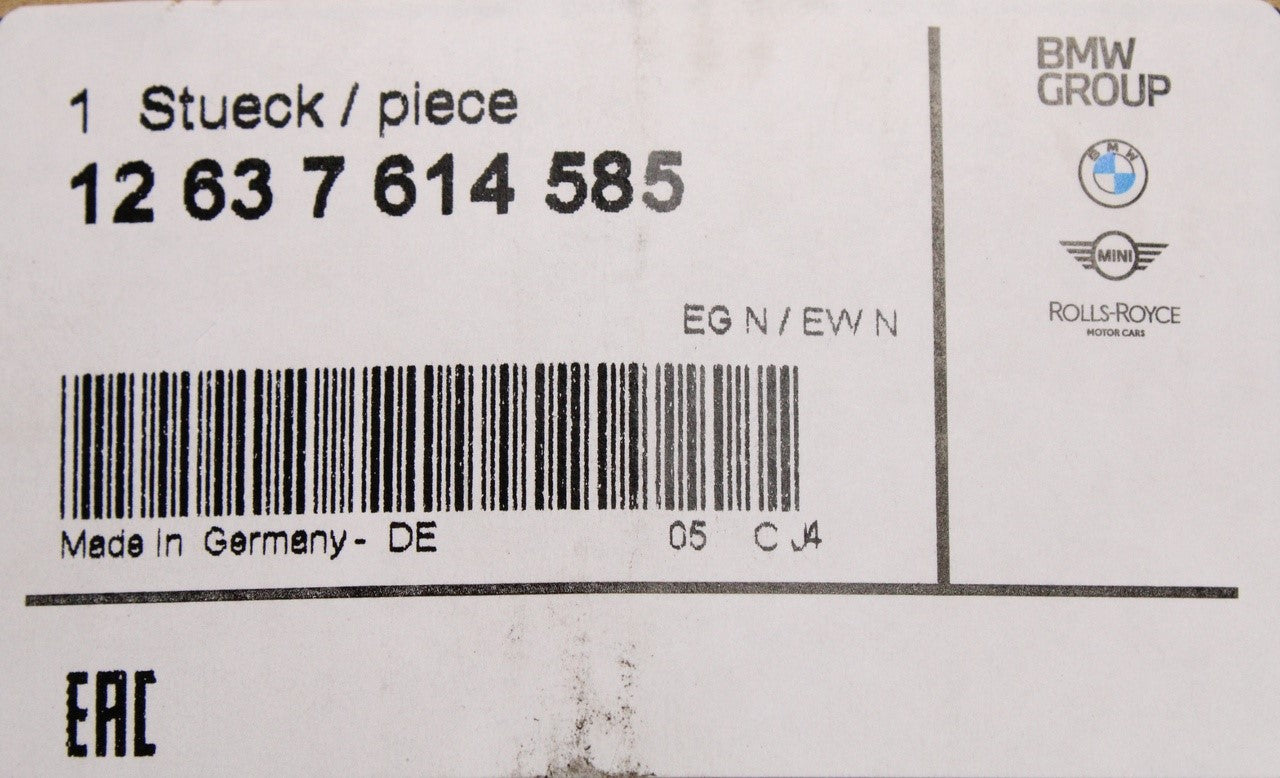 1 Stueck / piece
12 63 7 614 585
EG N / EW N
Made In Germany - DE 05 C J4
EAC
BMW
GROUP
BMW
MINI
ROLLS-ROYCE
MOTOR CARS